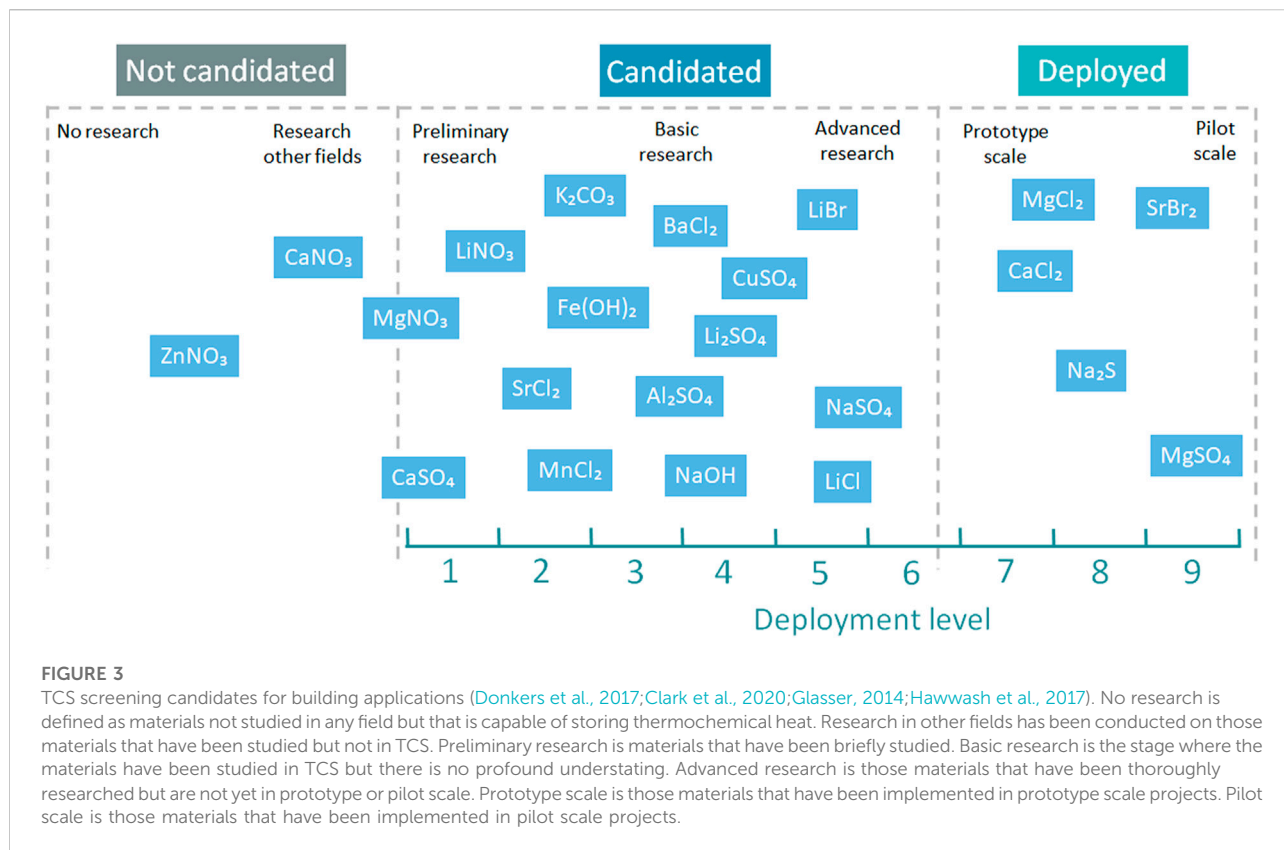 Not candidated
Candidated
Deployed
No research
Research
other fields
Preliminary
research
Basic
research
Advanced
research
Prototype
scale
Pilot
scale
K₂CO₃
LiBr
MgCl₂
SrBr₂
BaCl₂
LiNO₃
CaNO₃
CaCl₂
CuSO₄
Fe(OH)₂
MgNO₃
Li₂SO₄
ZnNO₃
Na₂S
SrCl₂
Al₂SO₄
NaSO₄
MgSO₄
CaSO₄
MnCl₂
NaOH
LiCl
1 2 3 4 5 6 7 8 9
Deployment level
FIGURE 3
TCS screening candidates for building applications (Donkers et al., 2017;Clark et al., 2020;Glasser, 2014;Hawwash et al., 2017). No research is
defined as materials not studied in any field but that is capable of storing thermochemical heat. Research in other fields has been conducted on those
materials that have been studied but not in TCS. Preliminary research is materials that have been briefly studied. Basic research is the stage where the
materials have been studied in TCS but there is no profound understating. Advanced research is those materials that have been thoroughly
researched but are not yet in prototype or pilot scale. Prototype scale is those materials that have been implemented in prototype scale projects. Pilot
scale is those materials that have been implemented in pilot scale projects.